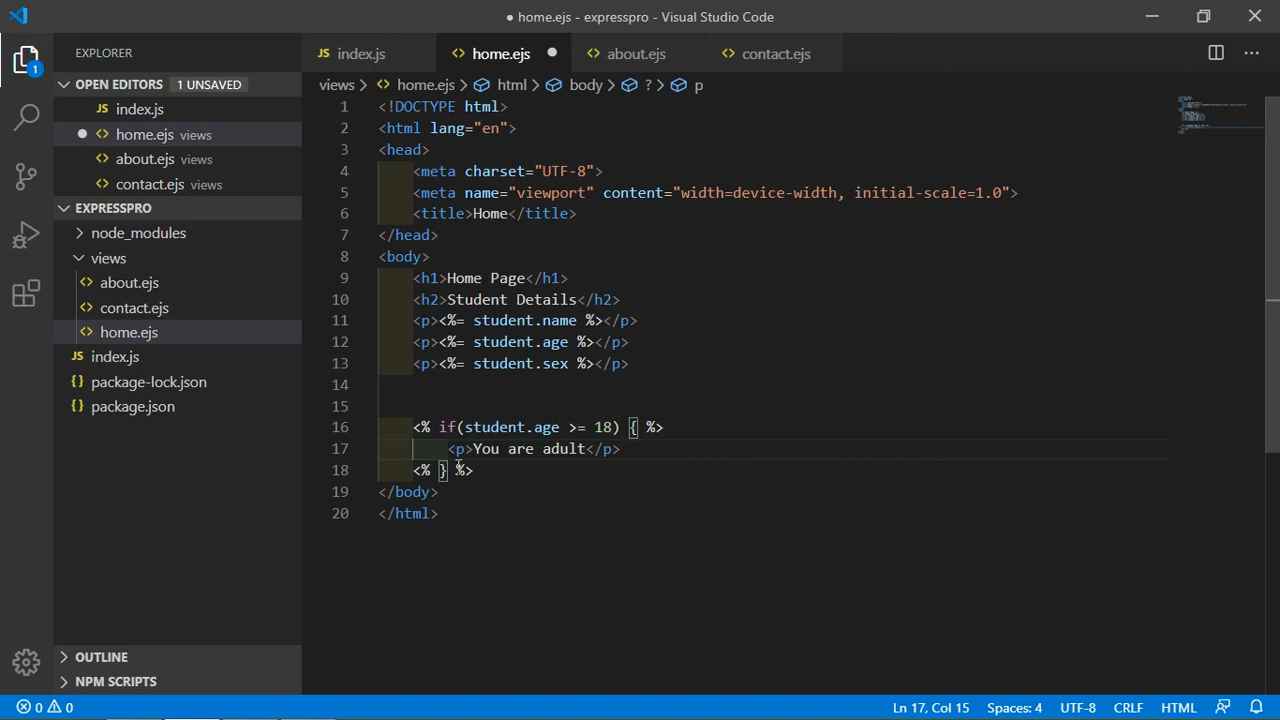 ● home.ejs - expresspro - Visual Studio Code
EXPLORER
OPEN EDITORS 1 UNSAVED
JS index.js
home.ejs views
about.ejs views
contact.ejs views
EXPRESSPRO
node_modules
views
about.ejs
contact.ejs
home.ejs
JS index.js
{} package-lock.json
{} package.json
OUTLINE
NPM SCRIPTS
1
JS index.js
home.ejs
about.ejs
contact.ejs
views > home.ejs > html > body > ? > p
1 <!DOCTYPE html>
2 <html lang="en">
3 <head>
4 <meta charset="UTF-8">
5 <meta name="viewport" content="width=device-width, initial-scale=1.0">
6 <title>Home</title>
7 </head>
8 <body>
9 <h1>Home Page</h1>
10 <h2>Student Details</h2>
11 <p><%= student.name %></p>
12 <p><%= student.age %></p>
13 <p><%= student.sex %></p>
14
15
16 <% if(student.age >= 18) { %>
17 <p>You are adult</p>
18 <% } %>
19 </body>
20 </html>
0 0
Ln 17, Col 15
Spaces: 4
UTF-8
CRLF
HTML